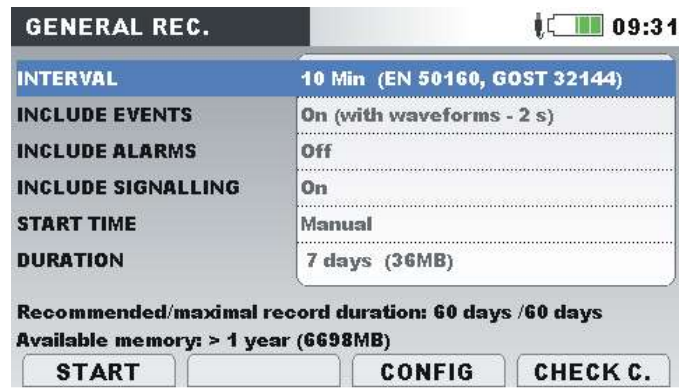 GENERAL REC. 09:31
INTERVAL 10 Min (EN 50160, GOST 32144)
INCLUDE EVENTS On (with waveforms - 2 s)
INCLUDE ALARMS Off
INCLUDE SIGNALLING On
START TIME Manual
DURATION 7 days (36MB)
Recommended/maximal record duration: 60 days /60 days
Available memory: > 1 year (6698MB)
START CONFIG CHECK C.